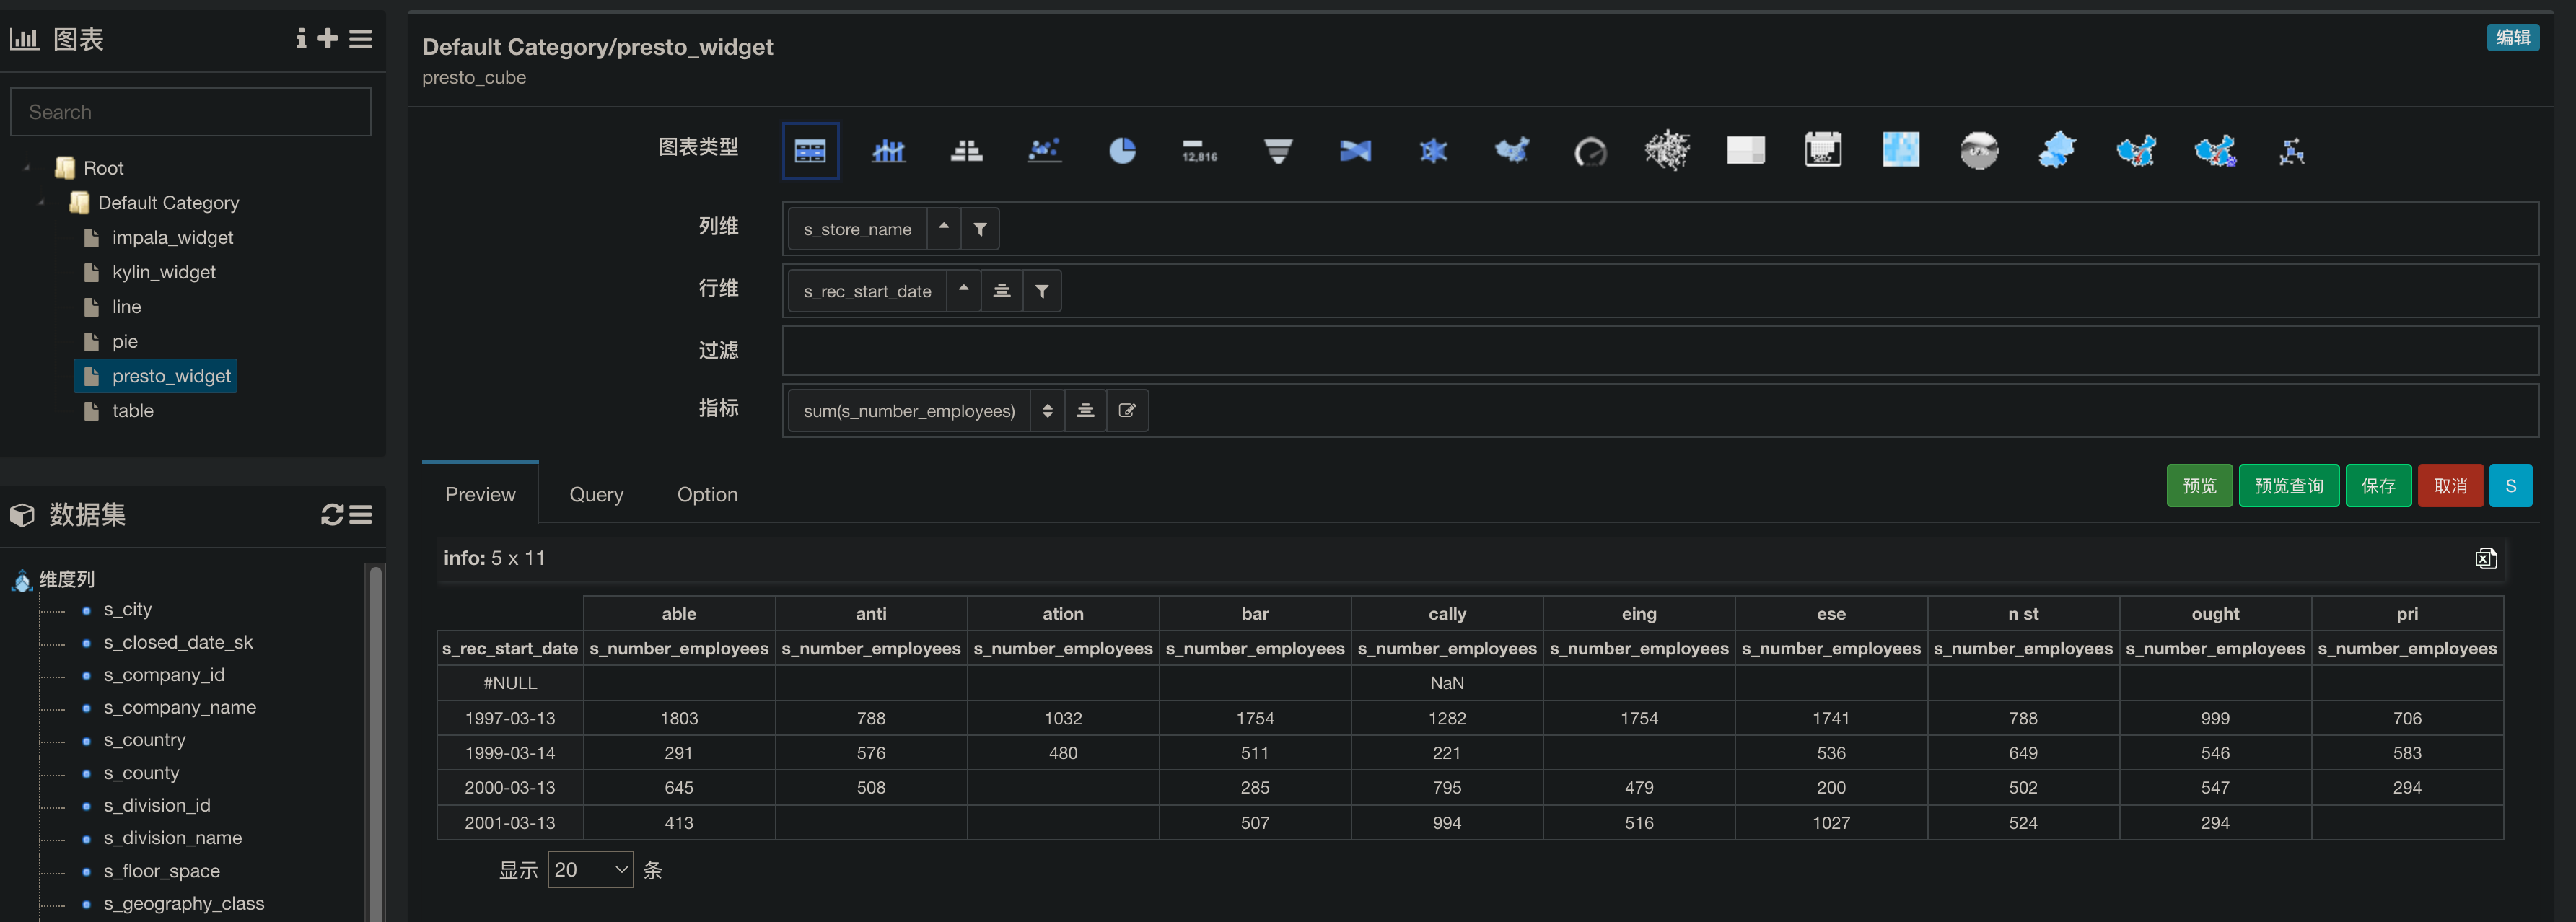 图表
Search
Root
Default Category
impala_widget
kylin_widget
line
pie
presto_widget
table
数据集
维度列
s_city
s_closed_date_sk
s_company_id
s_company_name
s_country
s_county
s_division_id
s_division_name
s_floor_space
s_geography_class
Default Category/presto_widget
编辑
presto_cube
图表类型
12,816
列维 s_store_name
行维 s_rec_start_date
过滤
指标 sum(s_number_employees)
Preview Query Option 预览 预览查询 保存 取消 S
info: 5 x 11
able anti ation bar cally eing ese n st ought pri
s_rec_start_date s_number_employees s_number_employees s_number_employees s_number_employees s_number_employees s_number_employees s_number_employees s_number_employees s_number_employees s_number_employees
#NULL NaN
1997-03-13 1803 788 1032 1754 1282 1754 1741 788 999 706
1999-03-14 291 576 480 511 221 536 649 546 583
2000-03-13 645 508 285 795 479 200 502 547 294
2001-03-13 413 507 994 516 1027 524 294
显示 20 条